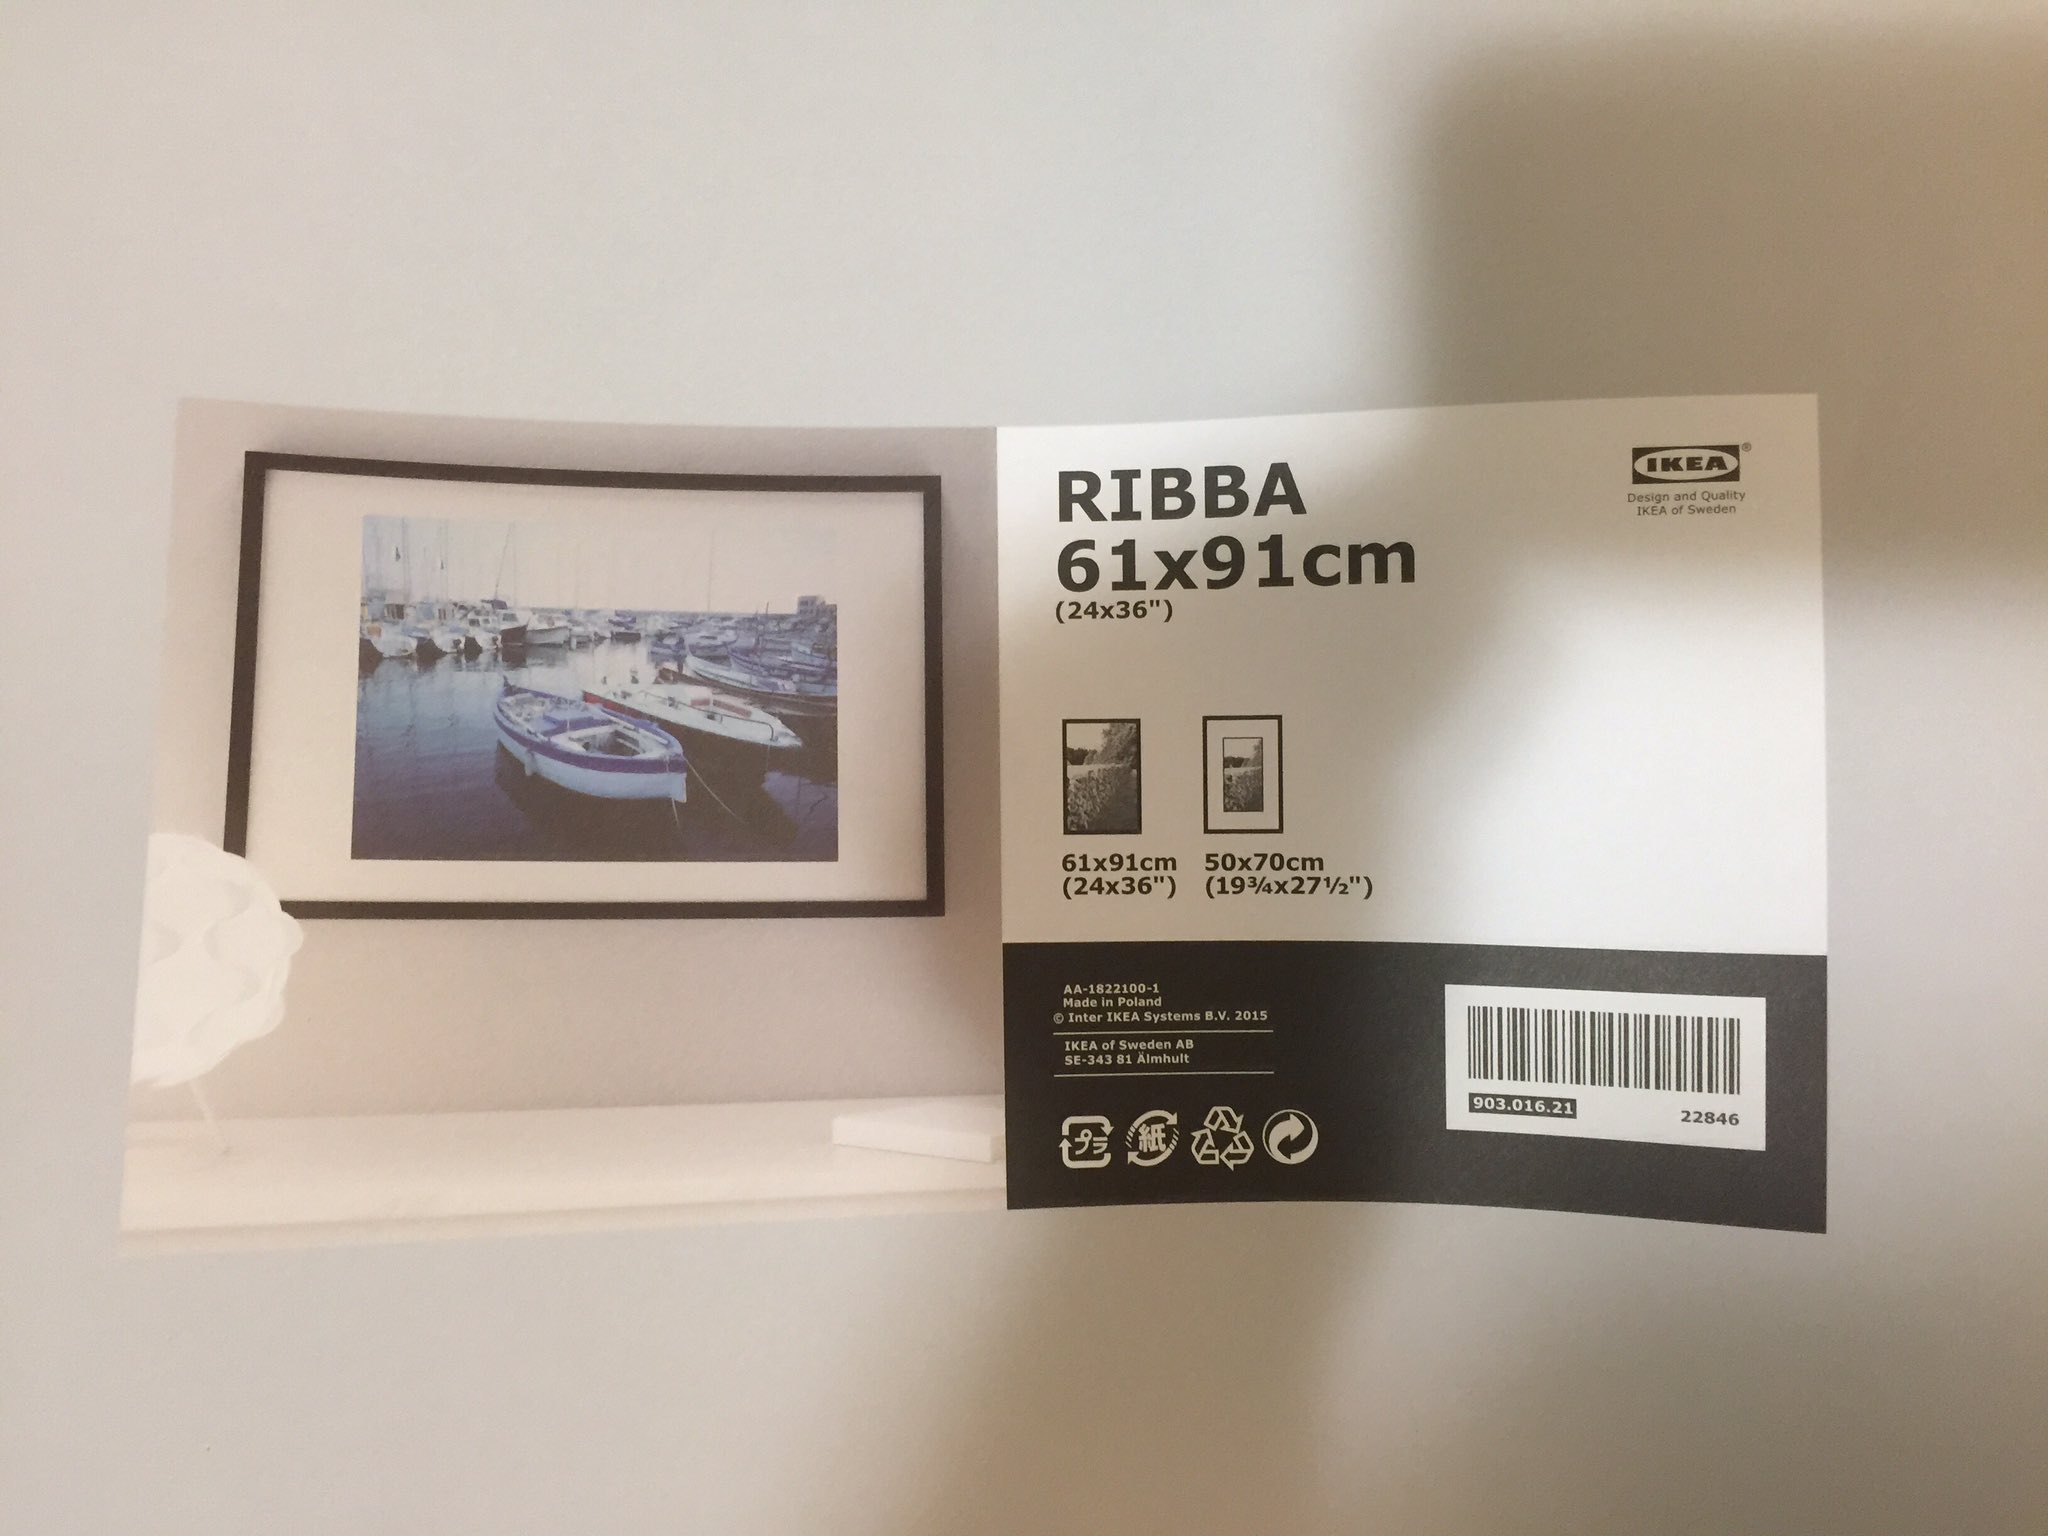 RIBBA
61x91cm
(24x36")
IKEA®
Design and Quality
IKEA of Sweden
61x91cm
(24x36")
50x70cm
(19¾x27½")
AA-1822100-1
Made in Poland
© Inter IKEA Systems B.V. 2015
IKEA of Sweden AB
SE-343 81 Älmhult
プラ
紙
903.016.21
22846